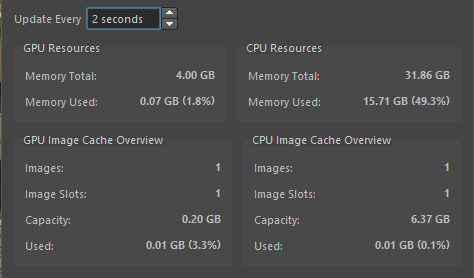 Update Every 2 seconds
GPU Resources
Memory Total: 4.00 GB
Memory Used: 0.07 GB (1.8%)
CPU Resources
Memory Total: 31.86 GB
Memory Used: 15.71 GB (49.3%)
GPU Image Cache Overview
Images: 1
Image Slots: 1
Capacity: 0.20 GB
Used: 0.01 GB (3.3%)
CPU Image Cache Overview
Images: 1
Image Slots: 1
Capacity: 6.37 GB
Used: 0.01 GB (0.1%)